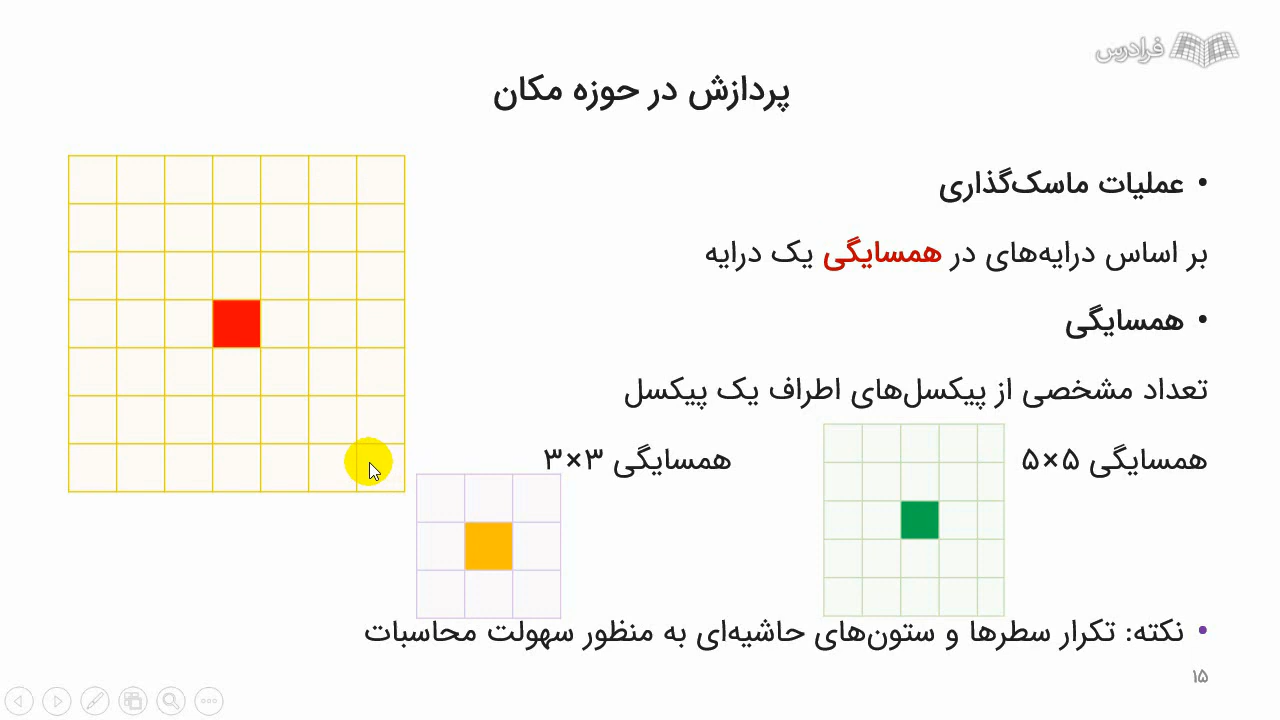 فرادرس
پردازش در حوزه مکان
• عملیات ماسک‌گذاری
بر اساس درایه‌های در همسایگی یک درایه
• همسایگی
تعداد مشخصی از پیکسل‌های اطراف یک پیکسل
همسایگی ۵×۵
همسایگی ۳×۳
• نکته: تکرار سطرها و ستون‌های حاشیه‌ای به منظور سهولت محاسبات
۱۵